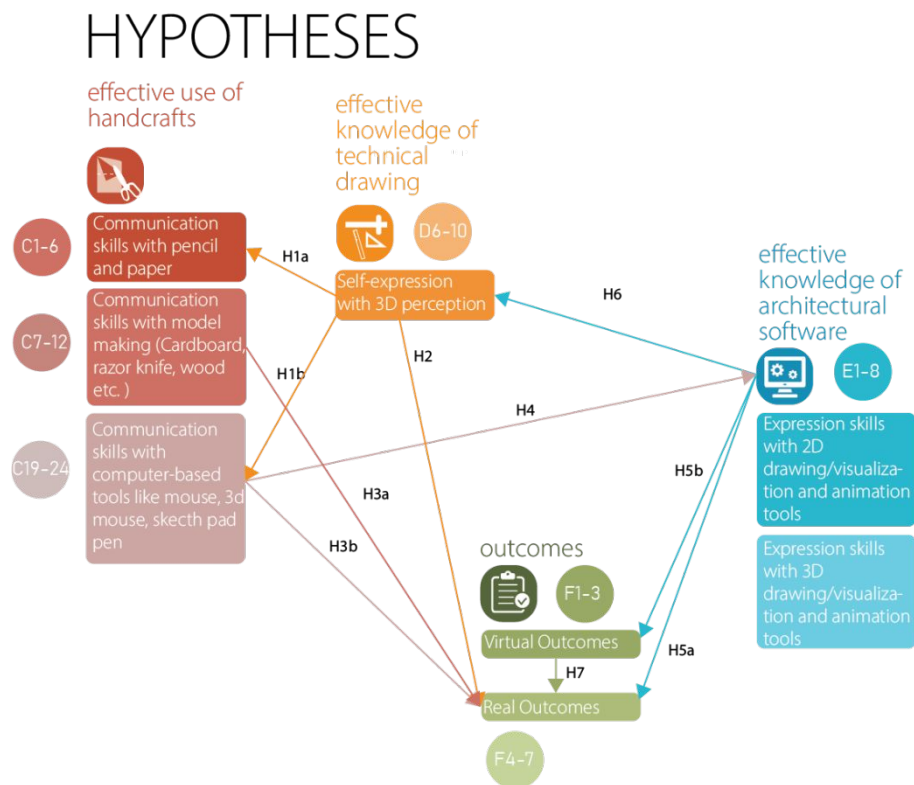 HYPOTHESES
effective use of
handcrafts
C1-6
Communication
skills with pencil
and paper
C7-12
Communication
skills with model
making (Cardboard,
razor knife, wood
etc. )
C19-24
Communication
skills with
computer-based
tools like mouse, 3d
mouse, skecth pad
pen
effective
knowledge of
technical
drawing
D6-10
Self-expression
with 3D perception
effective
knowledge of
architectural
software
E1-8
Expression skills
with 2D
drawing/visualiza-
tion and animation
tools
Expression skills
with 3D
drawing/visualiza-
tion and animation
tools
H1a
H6
H2
H1b
H4
H5b
H3a
H3b
outcomes
F1-3
Virtual Outcomes
H5a
H7
Real Outcomes
F4-7